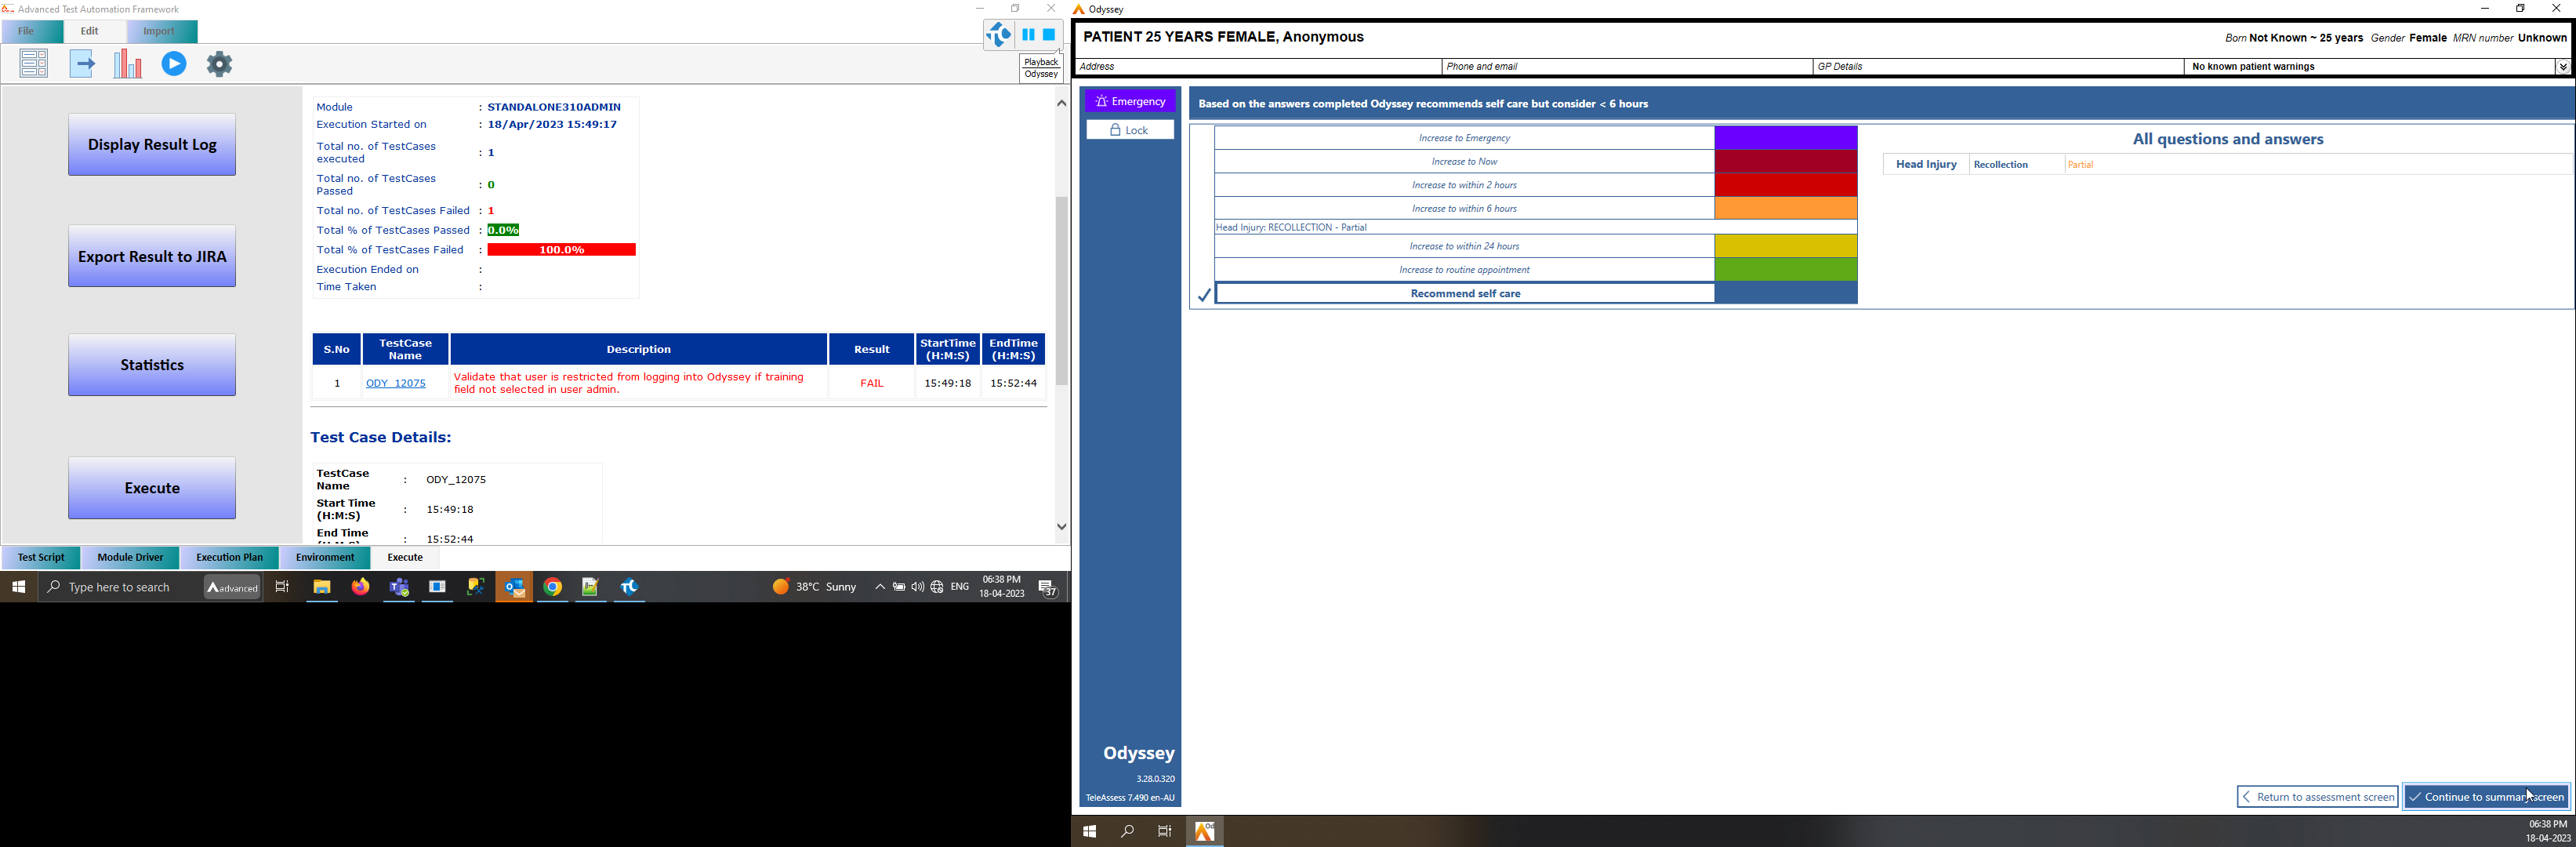 Advanced Test Automation Framework
File Edit Import
Playback
Odyssey
Display Result Log
Export Result to JIRA
Statistics
Execute
Module : STANDALONE310ADMIN
Execution Started on : 18/Apr/2023 15:49:17
Total no. of TestCases
executed : 1
Total no. of TestCases
Passed : 0
Total no. of TestCases Failed : 1
Total % of TestCases Passed : 0.0%
Total % of TestCases Failed : 100.0%
Execution Ended on :
Time Taken :
S.No TestCase Name Description Result StartTime (H:M:S) EndTime (H:M:S)
1 ODY_12075 Validate that user is restricted from logging into Odyssey if training FAIL 15:49:18 15:52:44
field not selected in user admin.
Test Case Details:
TestCase
Name : ODY_12075
Start Time
(H:M:S) : 15:49:18
End Time
: 15:52:44
Test Script Module Driver Execution Plan Environment Execute
Type here to search
Aadvanced
38°C Sunny
ENG
06:38 PM
18-04-2023
37
Odyssey
PATIENT 25 YEARS FEMALE, Anonymous
Born Not Known ~ 25 years Gender Female MRN number Unknown
Address Phone and email GP Details No known patient warnings
Emergency
Lock
Based on the answers completed Odyssey recommends self care but consider < 6 hours
Increase to Emergency
Increase to Now
Increase to within 2 hours
Increase to within 6 hours
Head Injury: RECOLLECTION - Partial
Increase to within 24 hours
Increase to routine appointment
Recommend self care
All questions and answers
Head Injury Recollection Partial
Odyssey
3.28.0.320
TeleAssess 7.490 en-AU
Return to assessment screen
Continue to summary screen
06:38 PM
18-04-2023